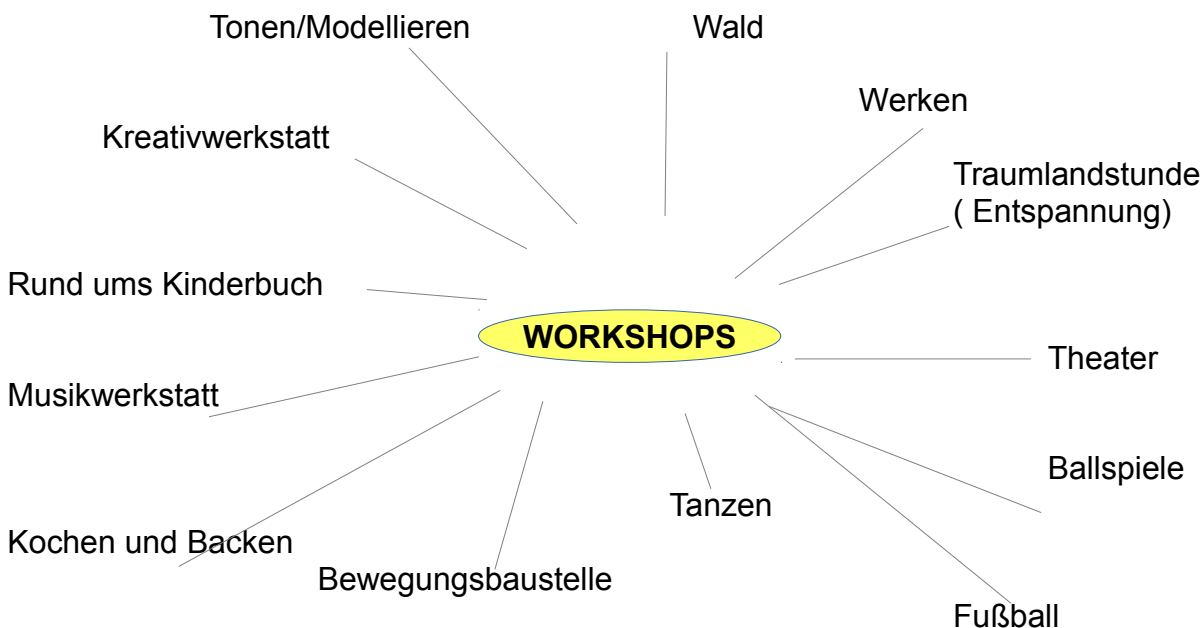 Tonen/Modellieren
Wald
Werken
Kreativwerkstatt
Traumlandstunde
( Entspannung)
Rund ums Kinderbuch
WORKSHOPS
Theater
Musikwerkstatt
Ballspiele
Tanzen
Kochen und Backen
Bewegungsbaustelle
Fußball